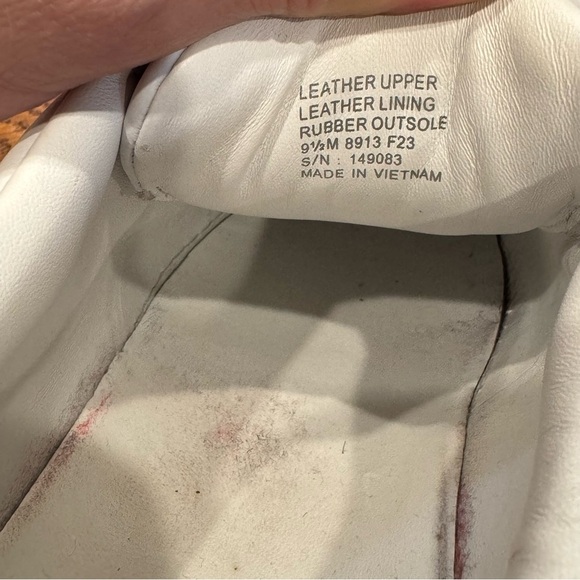 LEATHER UPPER
LEATHER LINING
RUBBER OUTSOLE
9½M 8913 F23
S/N : 149083
MADE IN VIETNAM